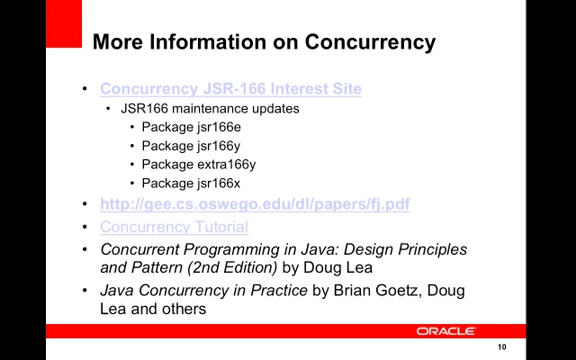 More Information on Concurrency
• Concurrency JSR-166 Interest Site
• JSR166 maintenance updates
• Package jsr166e
• Package jsr166y
• Package extra166y
• Package jsr166x
• http://gee.cs.oswego.edu/dl/papers/fj.pdf
• Concurrency Tutorial
• Concurrent Programming in Java: Design Principles
and Pattern (2nd Edition) by Doug Lea
• Java Concurrency in Practice by Brian Goetz, Doug
Lea and others
ORACLE
10